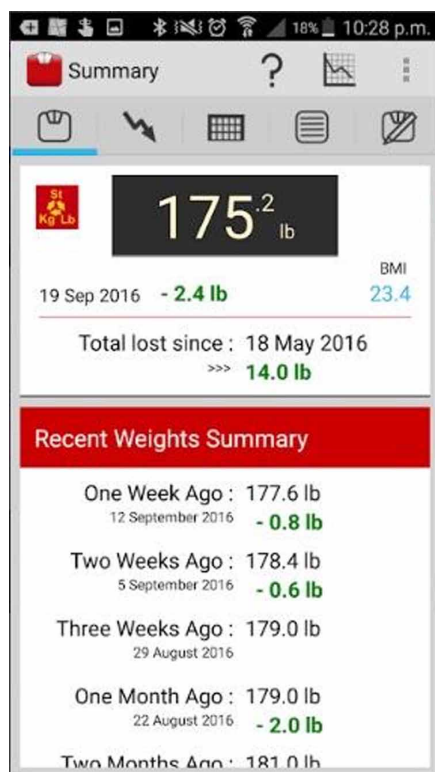 18% 10:28 p.m.
Summary ?
St
Kg Lb
175.2 lb
BMI
19 Sep 2016 - 2.4 lb 23.4
Total lost since : 18 May 2016
>>> 14.0 lb
Recent Weights Summary
One Week Ago : 177.6 lb
12 September 2016 - 0.8 lb
Two Weeks Ago : 178.4 lb
5 September 2016 - 0.6 lb
Three Weeks Ago : 179.0 lb
29 August 2016
One Month Ago : 179.0 lb
22 August 2016 - 2.0 lb
Two Months Ago : 181.0 lb